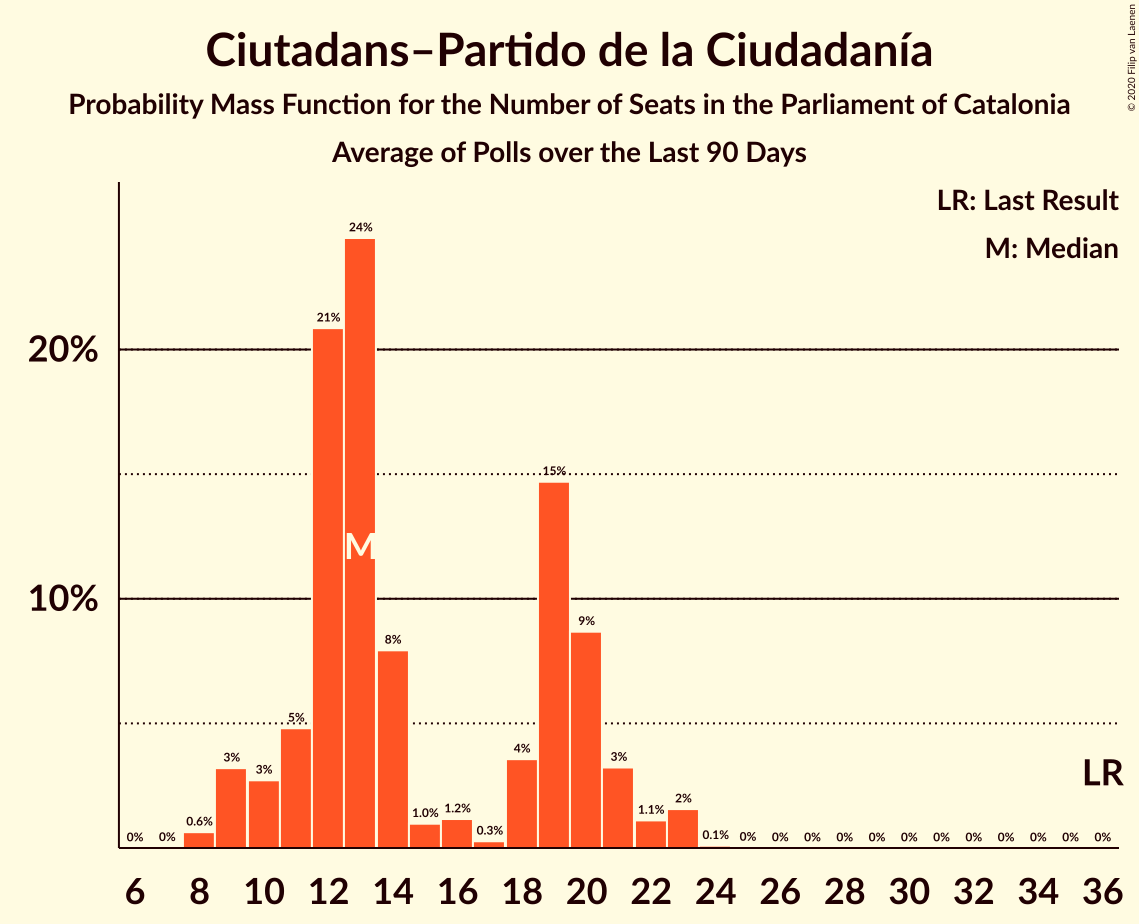 Ciutadans–Partido de la Ciudadanía
Probability Mass Function for the Number of Seats in the Parliament of Catalonia
Average of Polls over the Last 90 Days
© 2020 Filip van Laenen
LR: Last Result
M: Median
20%
10%
0% 0% 0.6% 3% 3% 5% 21% 24% 8% 1.0% 1.2% 0.3% 4% 15% 9% 3% 1.1% 2% 0.1% 0% 0% 0% 0% 0% 0% 0% 0% 0% 0% 0% 0%
M
LR
6 8 10 12 14 16 18 20 22 24 26 28 30 32 34 36